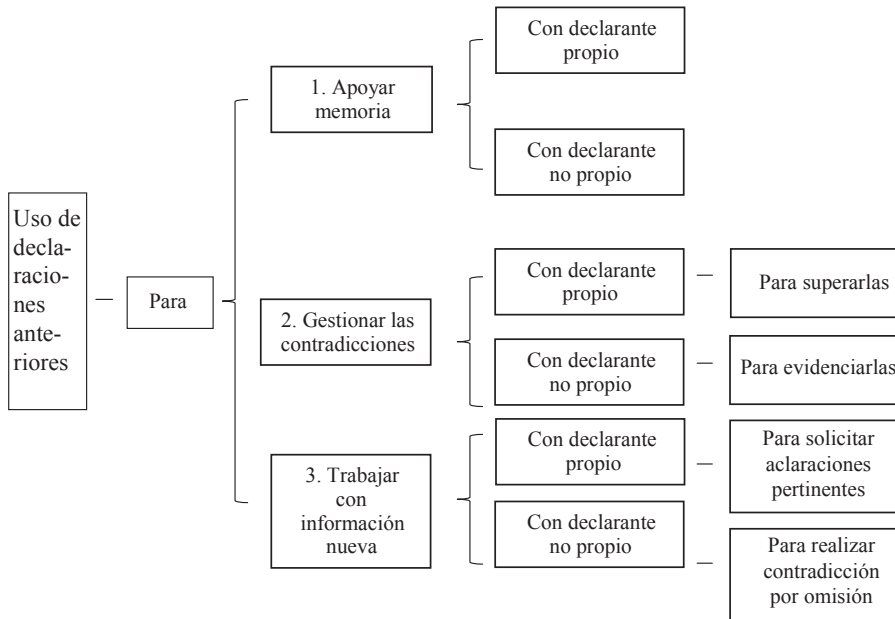 Uso de
decla-
racio-
nes
ante-
riores
Para
1. Apoyar
memoria
Con declarante
propio
Con declarante
no propio
2. Gestionar las
contradicciones
Con declarante
propio
Para superarlas
Con declarante
no propio
Para evidenciarlas
3. Trabajar
con
información
nueva
Con declarante
propio
Para solicitar
aclaraciones
pertinentes
Con declarante
no propio
Para realizar
contradicción
por omisión